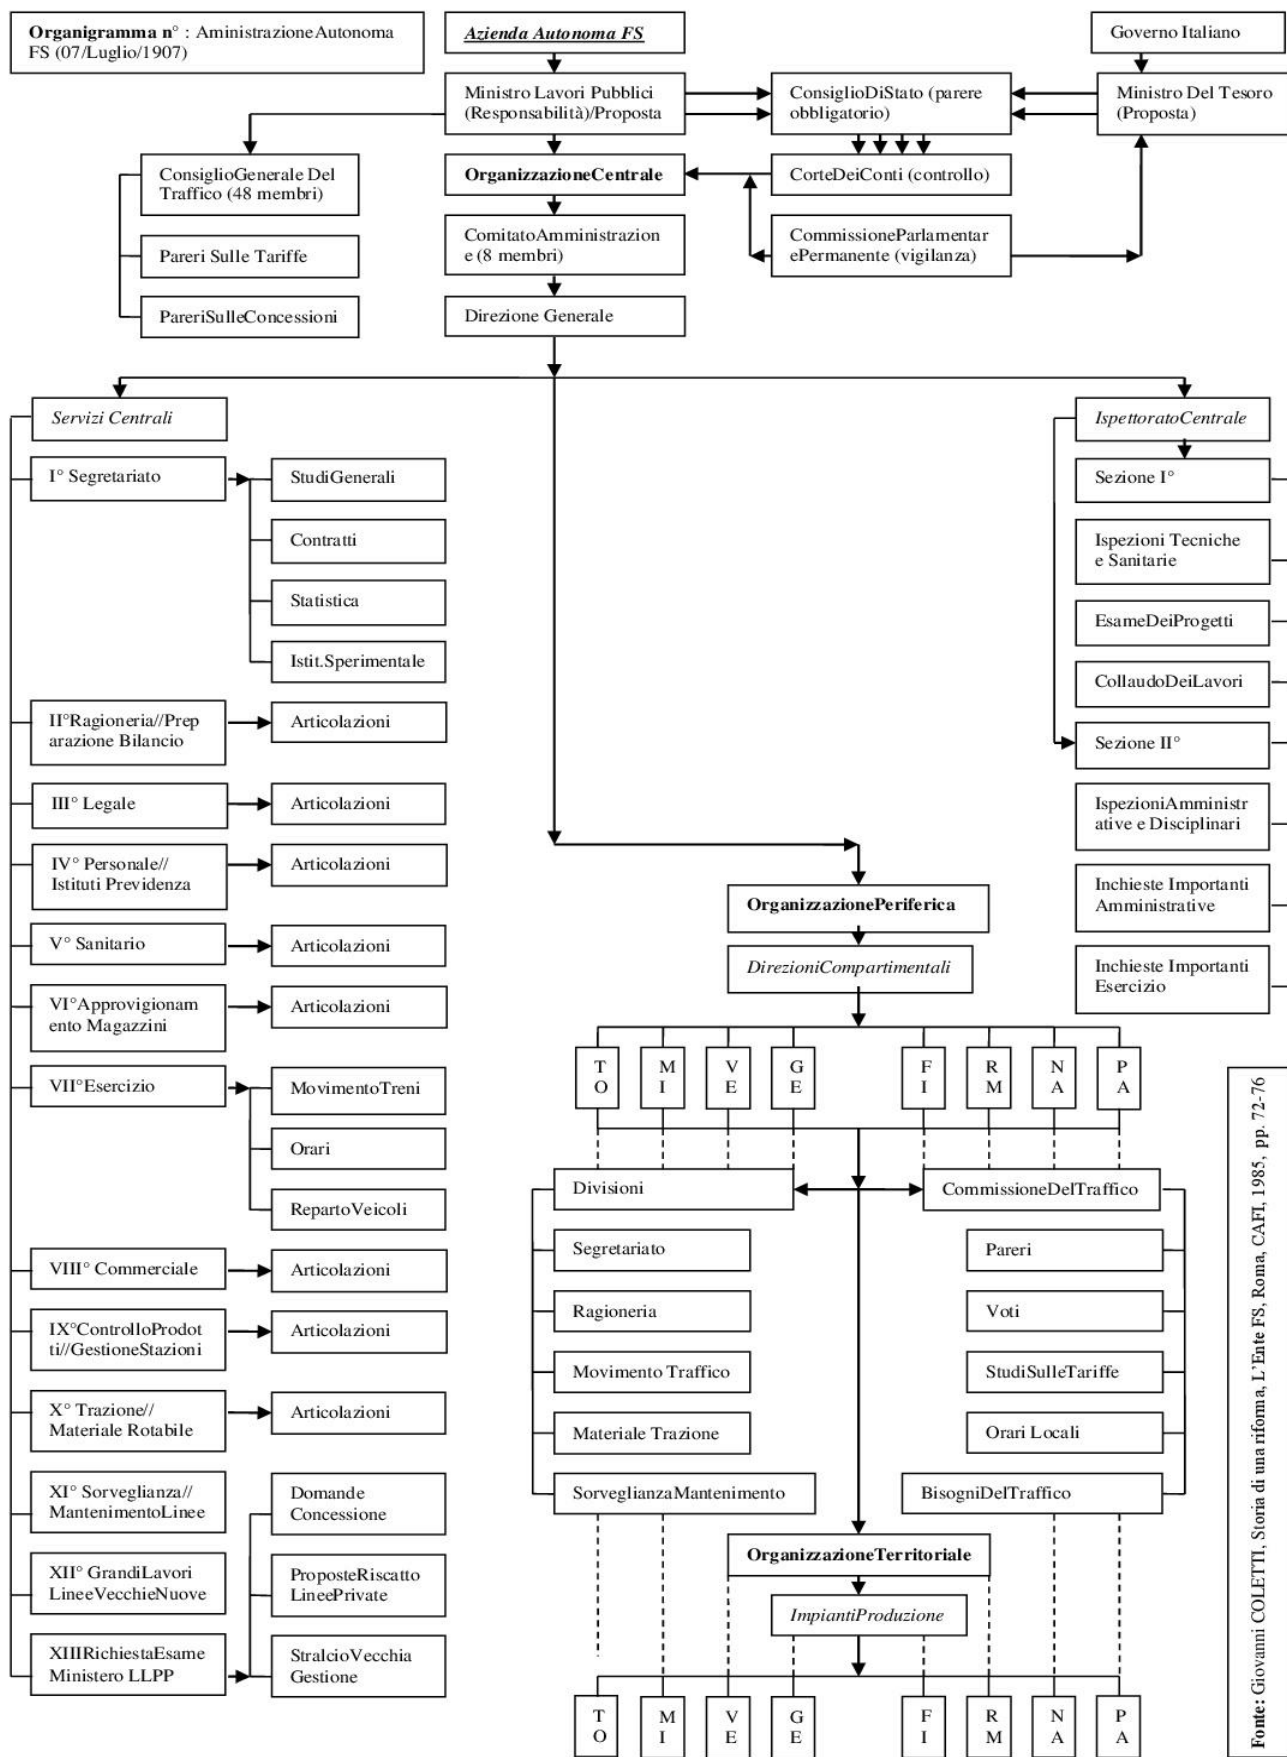 Organigramma n° : AministrazioneAutonoma
FS (07/Luglio/1907)
Azienda Autonoma FS
Governo Italiano
Ministro Lavori Pubblici
(Responsabilità)/Proposta
ConsiglioDiStato (parere
obbligatorio)
Ministro Del Tesoro
(Proposta)
ConsiglioGenerale Del
Traffico (48 membri)
OrganizzazioneCentrale
CorteDeiConti (controllo)
Pareri Sulle Tariffe
ComitatoAmministrazion
e (8 membri)
CommissioneParlamentar
ePermanente (vigilanza)
PareriSulleConcessioni
Direzione Generale
Servizi Centrali
IspettoratoCentrale
I° Segretariato
StudiGenerali
Contratti
Statistica
Istit.Sperimentale
II°Ragioneria//Prep
arazione Bilancio
Articolazioni
III° Legale
Articolazioni
IV° Personale//
Istituti Previdenza
Articolazioni
V° Sanitario
Articolazioni
VI°Approvigionam
ento Magazzini
Articolazioni
VII°Esercizio
MovimentoTreni
Orari
RepartoVeicoli
VIII° Commerciale
Articolazioni
IX°ControlloProdot
ti//GestioneStazioni
Articolazioni
X° Trazione//
Materiale Rotabile
Articolazioni
XI° Sorveglianza//
MantenimentoLinee
Domande
Concessione
XII° GrandiLavori
LineeVecchieNuove
ProposteRiscatto
LineePrivate
XIIIRichiestaEsame
Ministero LLPP
StralcioVecchia
Gestione
Sezione I°
Ispezioni Tecniche
e Sanitarie
EsameDeiProgetti
CollaudoDeiLavori
Sezione II°
IspezioniAmministr
ative e Disciplinari
Inchieste Importanti
Amministrative
Inchieste Importanti
Esercizio
OrganizzazionePeriferica
DirezioniCompartimentali
T M V G F R N P
O I E E I M A A
Divisioni
CommissioneDelTraffico
Segretariato
Pareri
Ragioneria
Voti
Movimento Traffico
StudiSulleTariffe
Materiale Trazione
Orari Locali
SorveglianzaMantenimento
BisogniDelTraffico
OrganizzazioneTerritoriale
ImpiantiProduzione
T M V G F R N P
O I E E I M A A
Fonte: Giovanni COLETTI, Storia di una riforma, L'Ente FS, Roma, CAFI, 1985, pp. 72-76